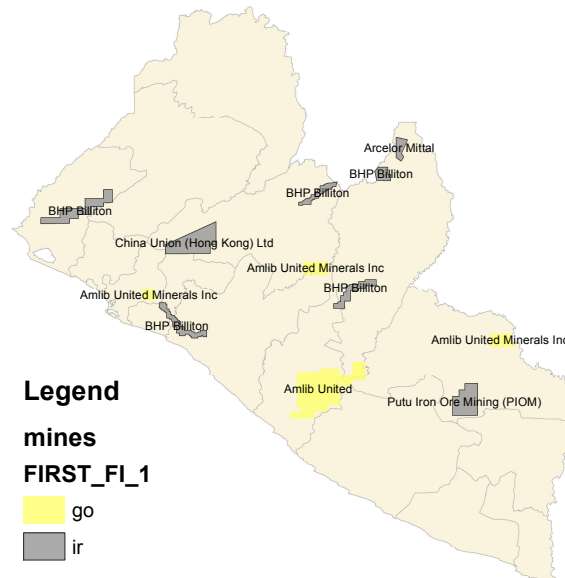 Arcelor Mittal
BHP Billiton
BHP Billiton
BHP Billiton
China Union (Hong Kong) Ltd
Amlib United Minerals Inc
BHP Billiton
Amlib United Minerals Inc
BHP Billiton
Amlib United Minerals Inc
Amlib United
Putu Iron Ore Mining (PIOM)
Legend
mines
FIRST_FI_1
go
ir